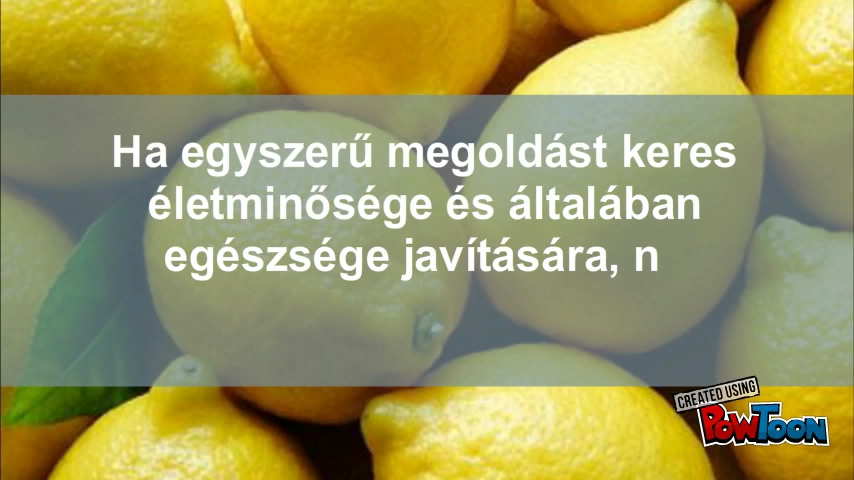 Ha egyszerű megoldást keres
életminősége és általában
egészsége javítására, n
CREATED USING
POWTOON